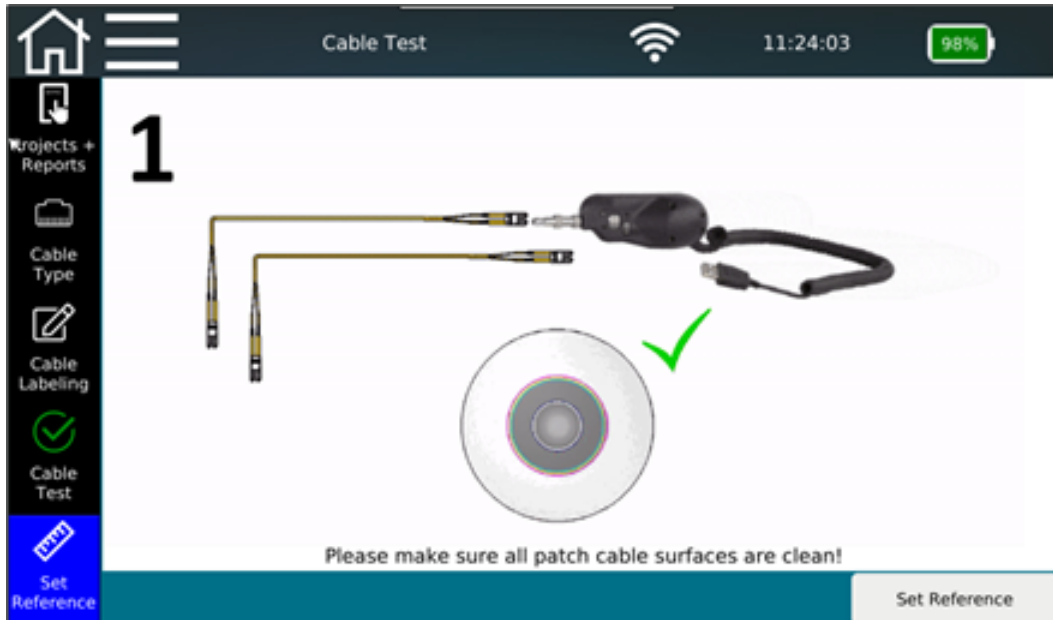 Cable Test
11:24:03
98%
Projects +
Reports
Cable
Type
Cable
Labeling
Cable
Test
Set
Reference
1
Please make sure all patch cable surfaces are clean!
Set Reference